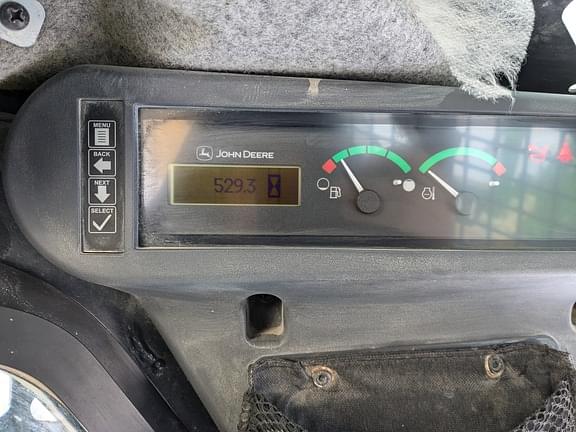 MENU
BACK
NEXT
SELECT
JOHN DEERE
529.3